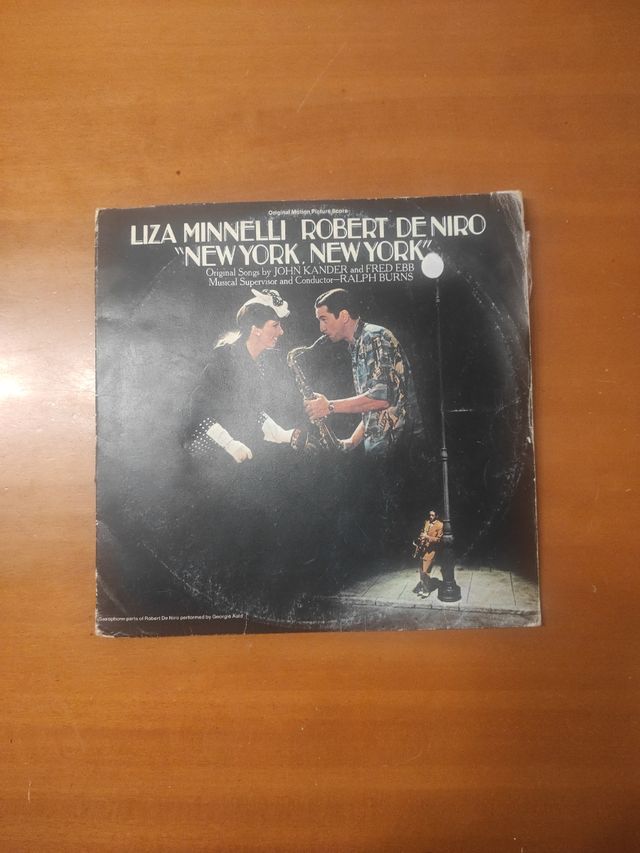 Original Motion Picture Score
LIZA MINNELLI ROBERT DE NIRO
"NEW YORK, NEW YORK"
Original Songs by JOHN KANDER and FRED EBB
Musical Supervisor and Conductor—RALPH BURNS
Saxophone parts of Robert De Niro performed by Georgie Auld